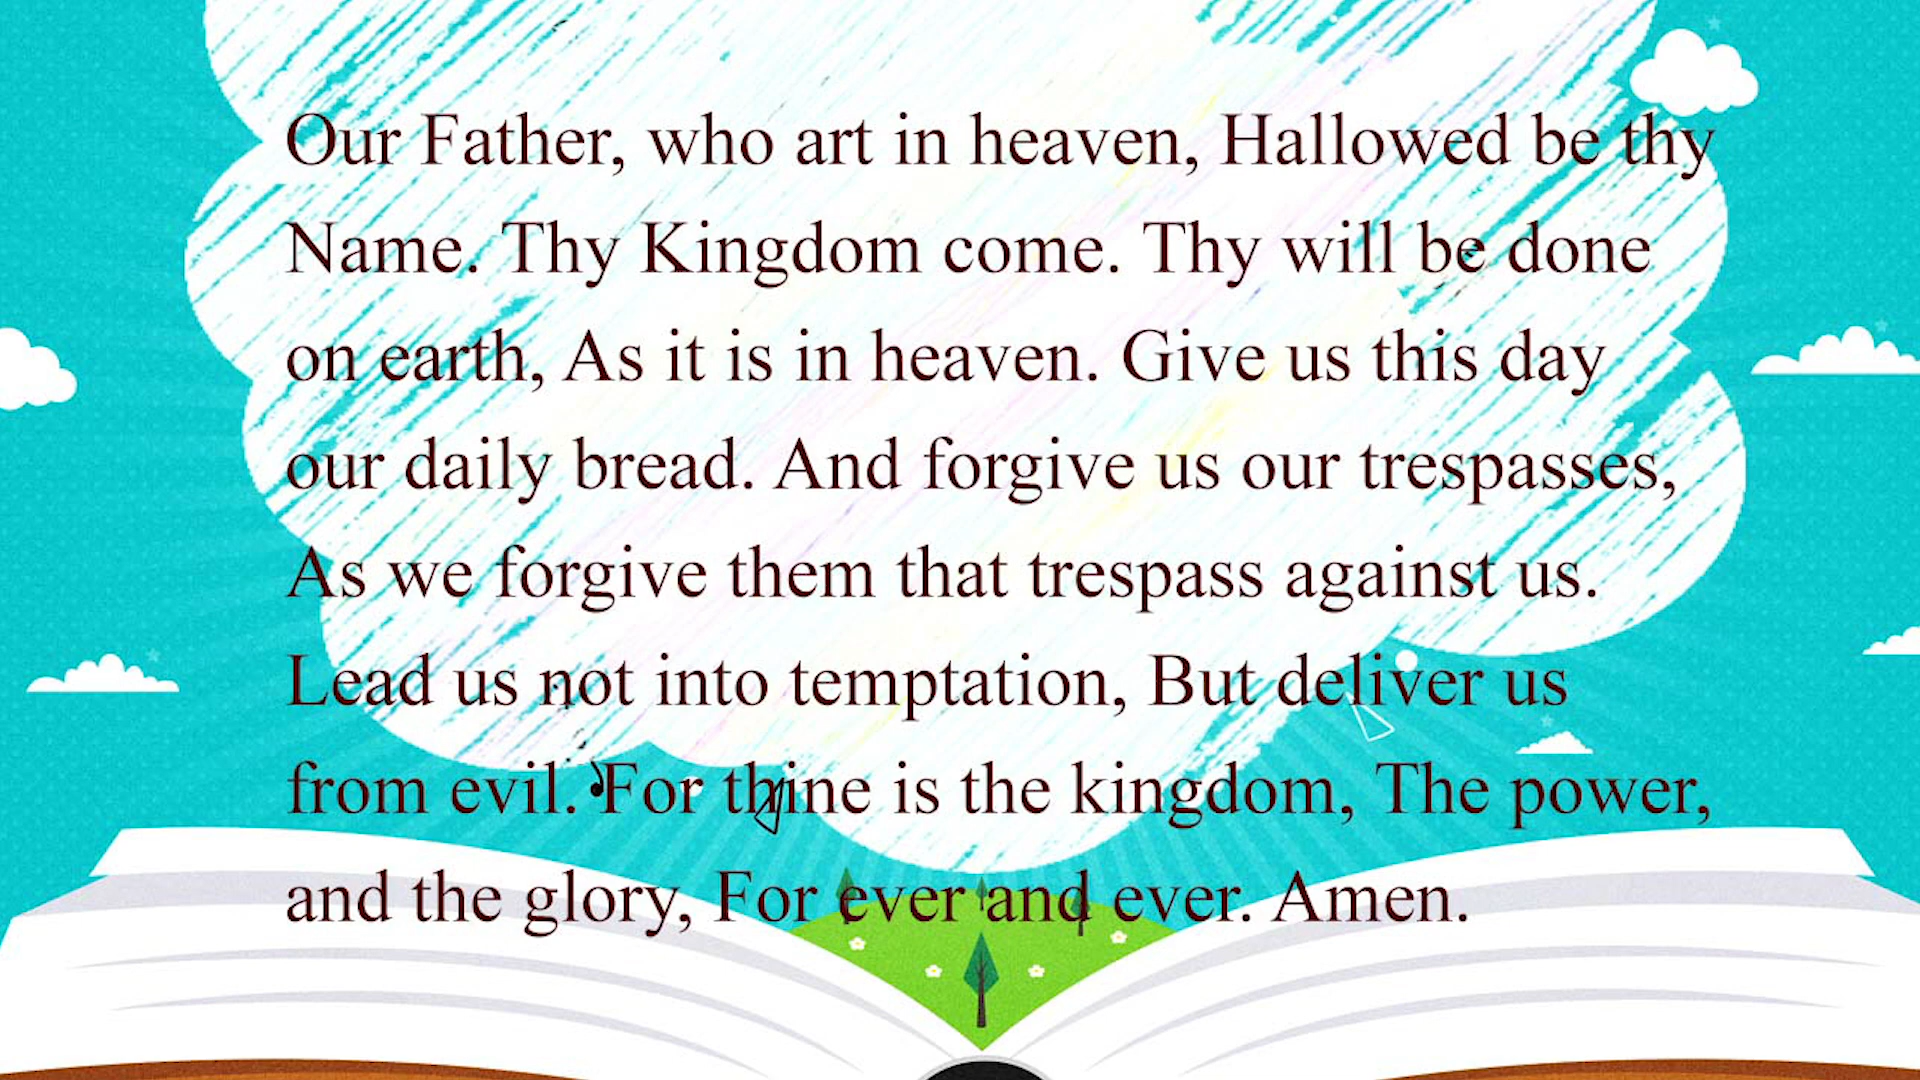 Our Father, who art in heaven, Hallowed be thy
Name. Thy Kingdom come. Thy will be done
on earth, As it is in heaven. Give us this day
our daily bread. And forgive us our trespasses,
As we forgive them that trespass against us.
Lead us not into temptation, But deliver us
from evil. For thine is the kingdom, The power,
and the glory, For ever and ever. Amen.